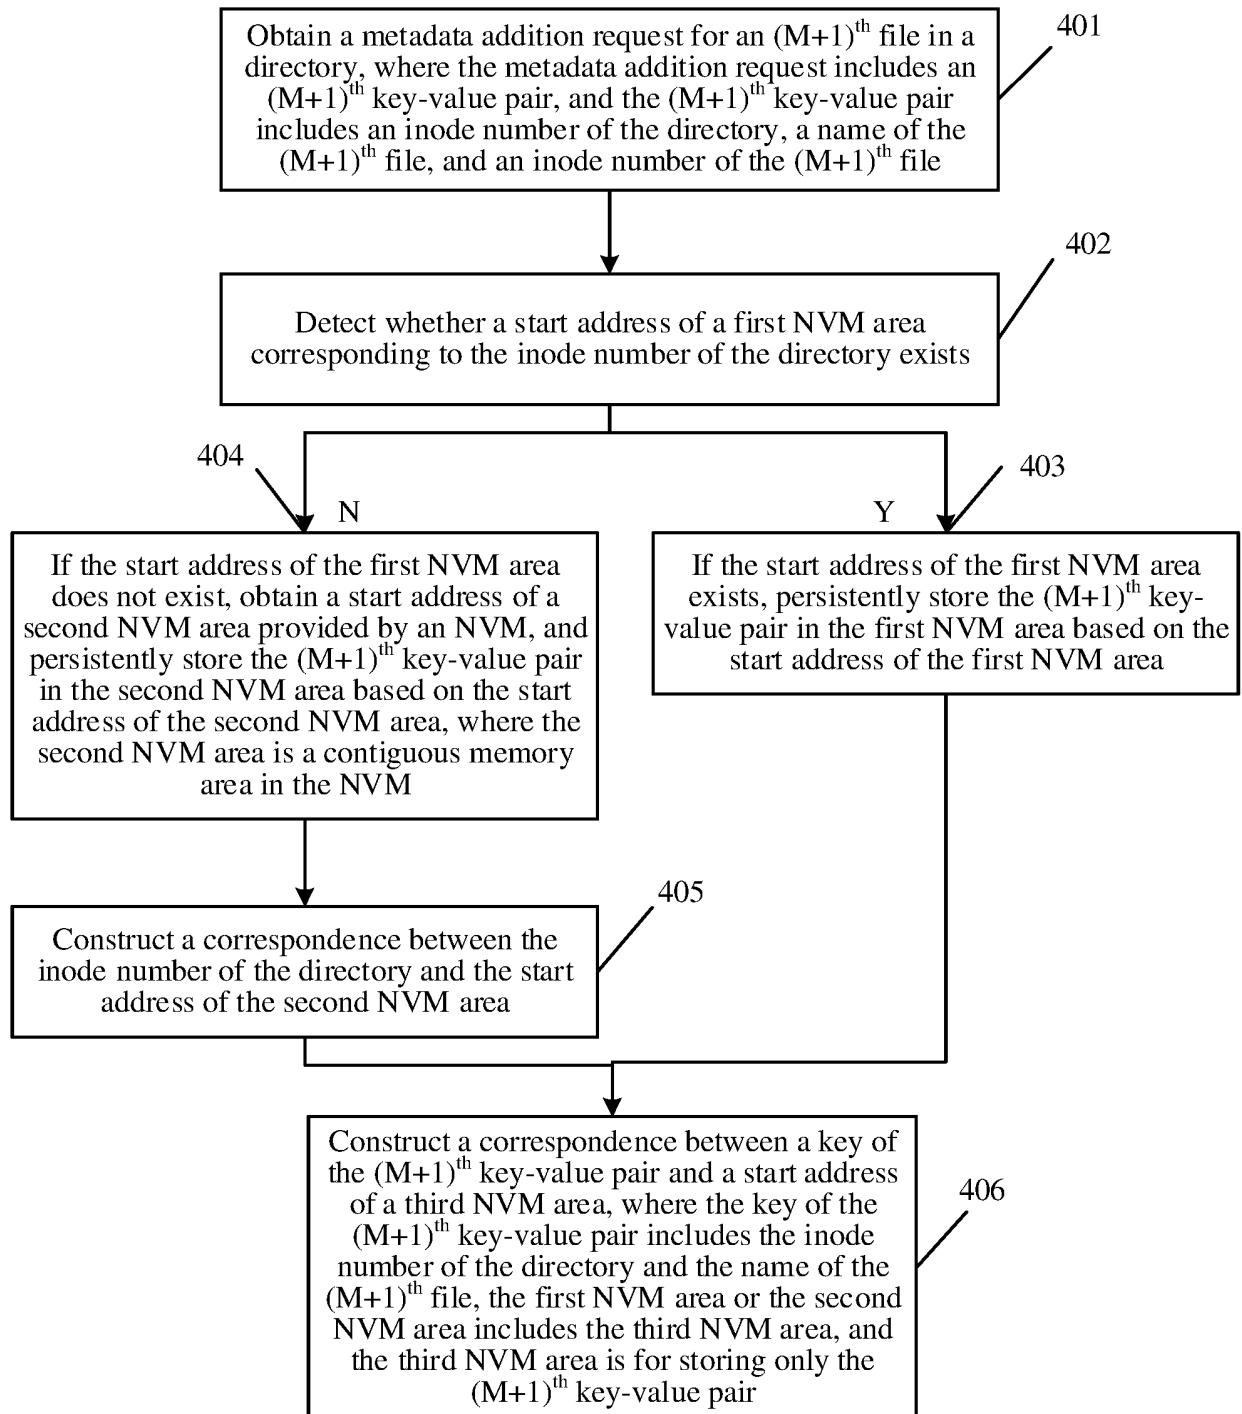 Obtain a metadata addition request for an (M+1)th file in a
directory, where the metadata addition request includes an
(M+1)th key-value pair, and the (M+1)th key-value pair
includes an inode number of the directory, a name of the
(M+1)th file, and an inode number of the (M+1)th file
401
402
Detect whether a start address of a first NVM area
corresponding to the inode number of the directory exists
404
403
N
Y
If the start address of the first NVM area
does not exist, obtain a start address of a
second NVM area provided by an NVM, and
persistently store the (M+1)th key-value pair
in the second NVM area based on the start
address of the second NVM area, where the
second NVM area is a contiguous memory
area in the NVM
If the start address of the first NVM area
exists, persistently store the (M+1)th key-
value pair in the first NVM area based on the
start address of the first NVM area
405
Construct a correspondence between the
inode number of the directory and the start
address of the second NVM area
Construct a correspondence between a key of
the (M+1)th key-value pair and a start address
of a third NVM area, where the key of the
(M+1)th key-value pair includes the inode
number of the directory and the name of the
(M+1)th file, the first NVM area or the second
NVM area includes the third NVM area, and
the third NVM area is for storing only the
(M+1)th key-value pair
406